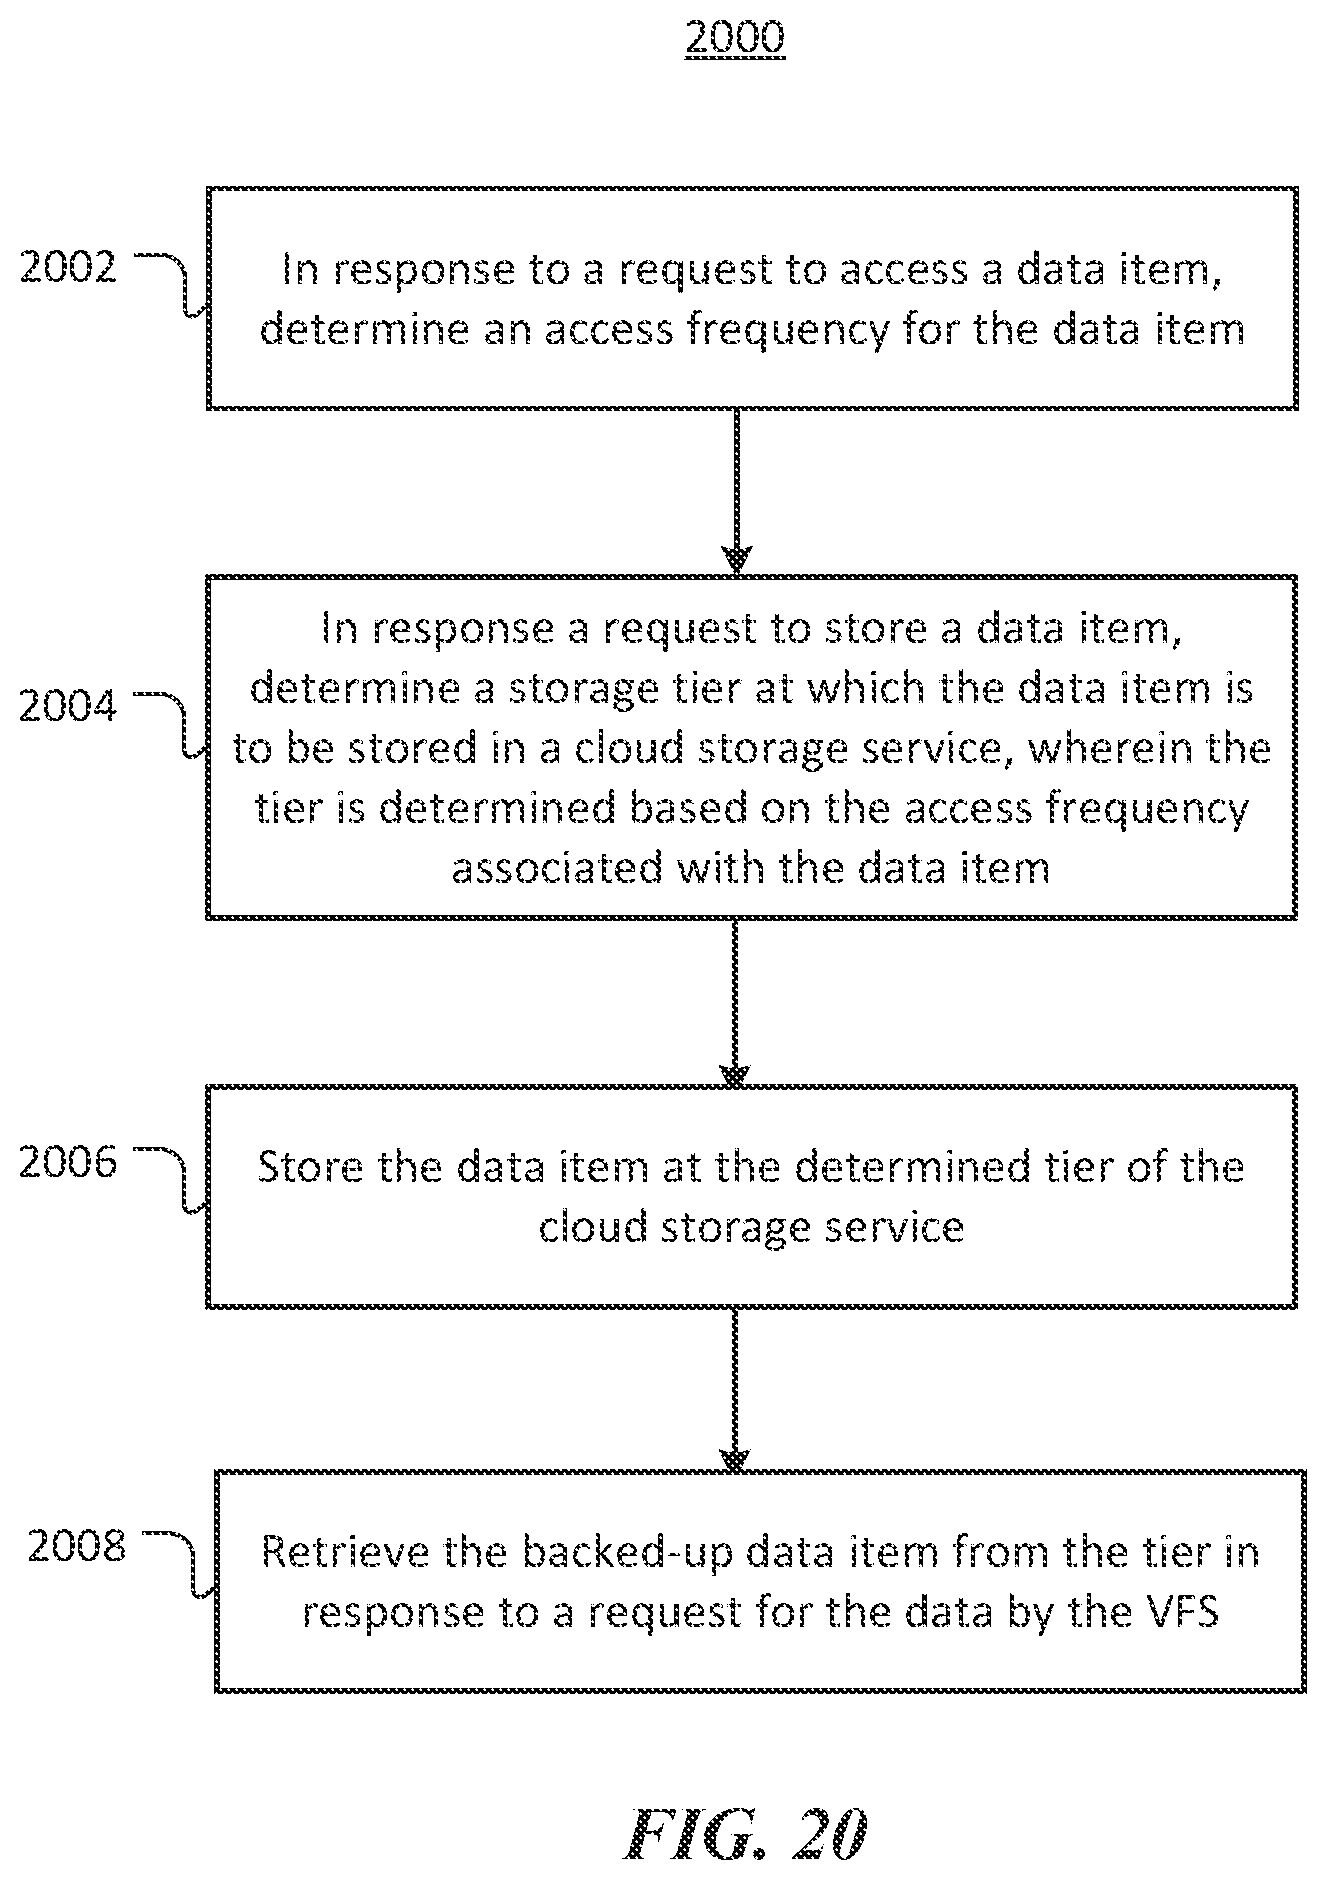 2000
2002
In response to a request to access a data item,
determine an access frequency for the data item
2004
In response a request to store a data item,
determine a storage tier at which the data item is
to be stored in a cloud storage service, wherein the
tier is determined based on the access frequency
associated with the data item
2006
Store the data item at the determined tier of the
cloud storage service
2008
Retrieve the backed-up data item from the tier in
response to a request for the data by the VFS
FIG. 20